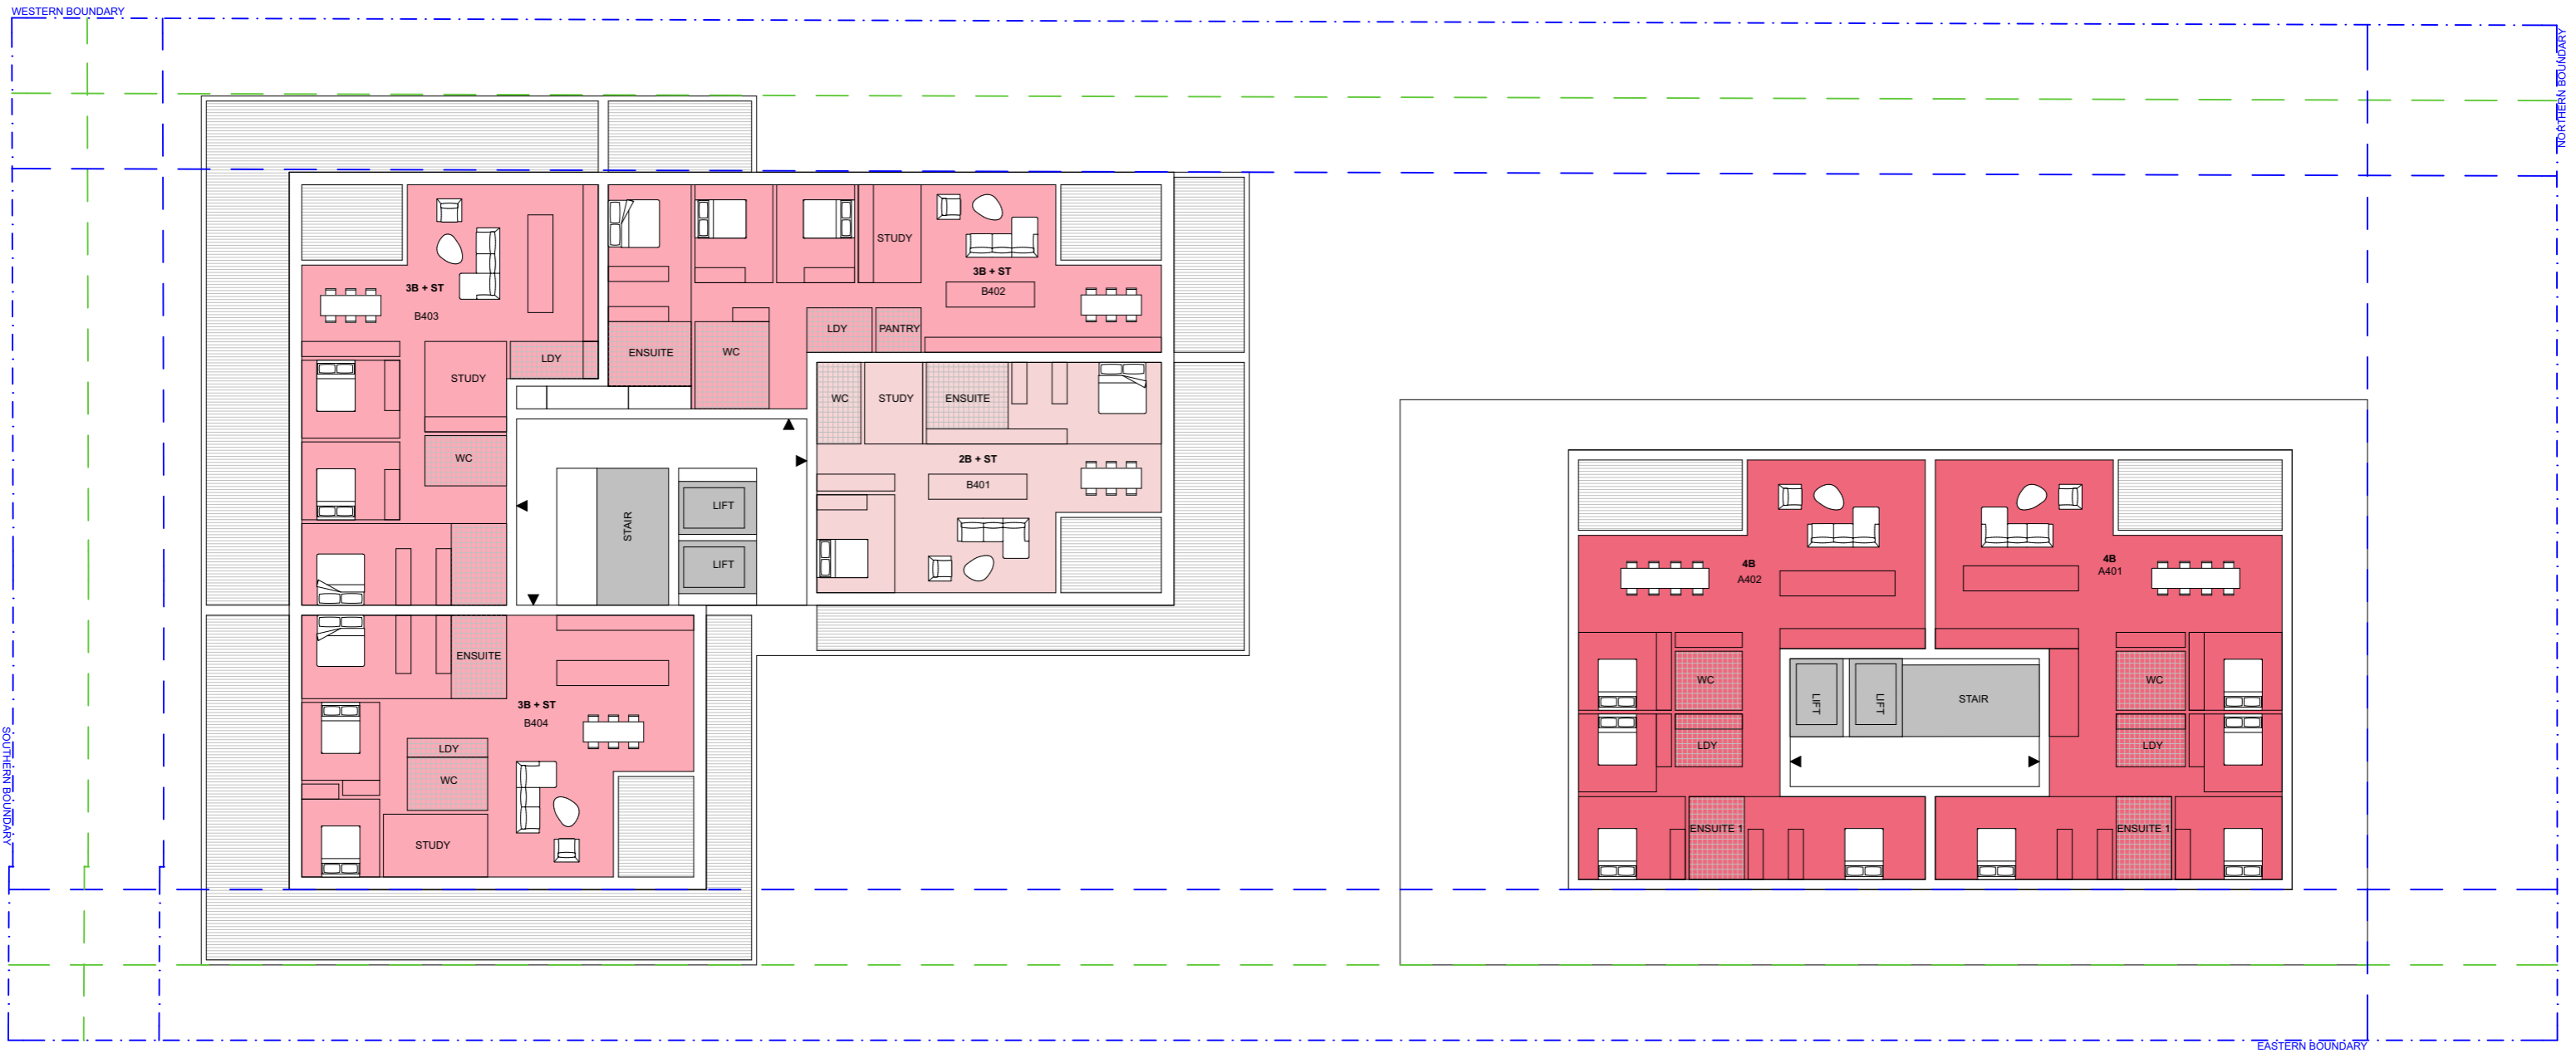 WESTERN BOUNDARY
NORTHERN BOUNDARY
SOUTHERN BOUNDARY
EASTERN BOUNDARY
3B + ST
B403
LDY
STUDY
WC
ENSUITE
WC
STUDY
3B + ST
B402
LDY
PANTRY
WC
STUDY
ENSUITE
2B + ST
B401
STAIR
LIFT
LIFT
ENSUITE
3B + ST
B404
LDY
WC
STUDY
4B
A402
WC
LDY
ENSUITE 1
LIFT
LIFT
STAIR
4B
A401
WC
LDY
ENSUITE 1